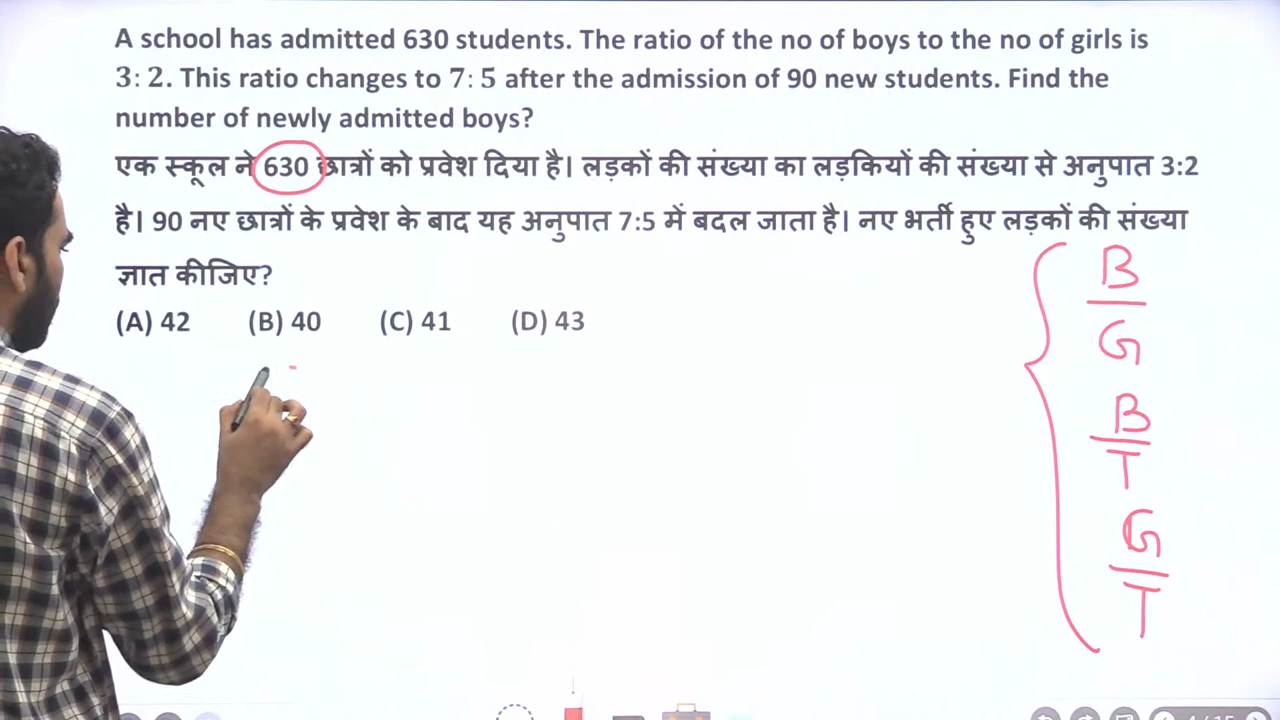 A school has admitted 630 students. The ratio of the no of boys to the no of girls is
3: 2. This ratio changes to 7: 5 after the admission of 90 new students. Find the
number of newly admitted boys?
एक स्कूल ने 630 छात्रों को प्रवेश दिया है। लड़कों की संख्या का लड़कियों की संख्या से अनुपात 3:2
है। 90 नए छात्रों के प्रवेश के बाद यह अनुपात 7:5 में बदल जाता है। नए भर्ती हुए लड़कों की संख्या
ज्ञात कीजिए?
(A) 42 (B) 40 (C) 41 (D) 43
B
G
B
T
G
T